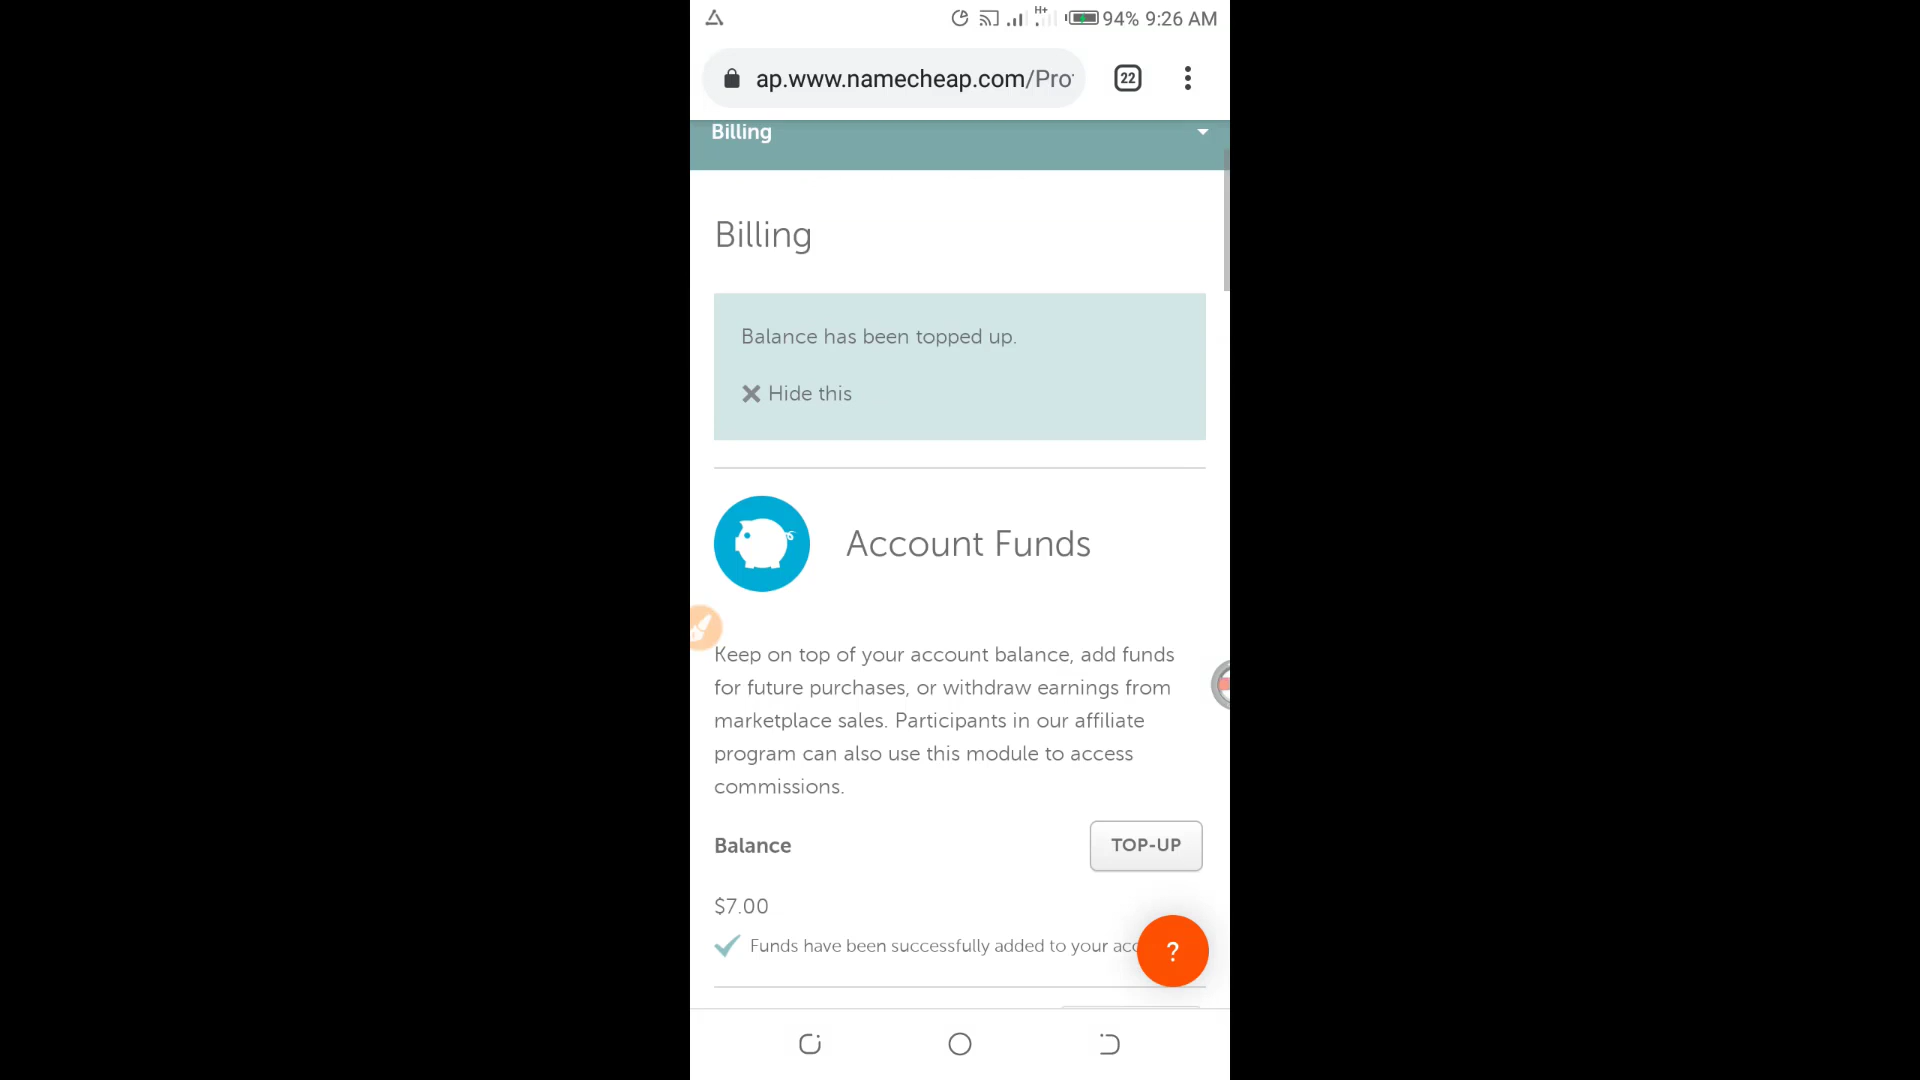 H+
94% 9:26 AM
ap.www.namecheap.com/Pro
22
Billing
Billing
Balance has been topped up.
Hide this
Account Funds
Keep on top of your account balance, add funds
for future purchases, or withdraw earnings from
marketplace sales. Participants in our affiliate
program can also use this module to access
commissions.
Balance
TOP-UP
$7.00
Funds have been successfully added to your acc
?